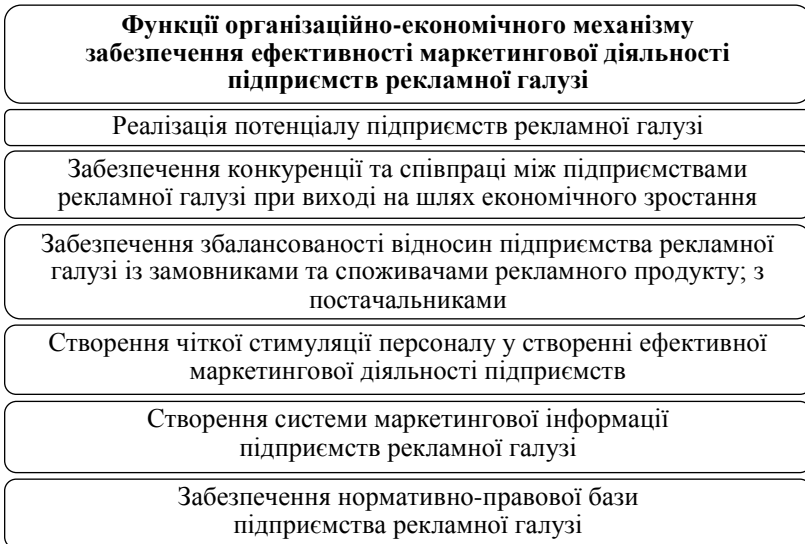 Функції організаційно-економічного механізму
забезпечення ефективності маркетингової діяльності
підприємств рекламної галузі
Реалізація потенціалу підприємств рекламної галузі
Забезпечення конкуренції та співпраці між підприємствами
рекламної галузі при виході на шлях економічного зростання
Забезпечення збалансованості відносин підприємства рекламної
галузі із замовниками та споживачами рекламного продукту; з
постачальниками
Створення чіткої стимуляції персоналу у створенні ефективної
маркетингової діяльності підприємств
Створення системи маркетингової інформації
підприємств рекламної галузі
Забезпечення нормативно-правової бази
підприємства рекламної галузі